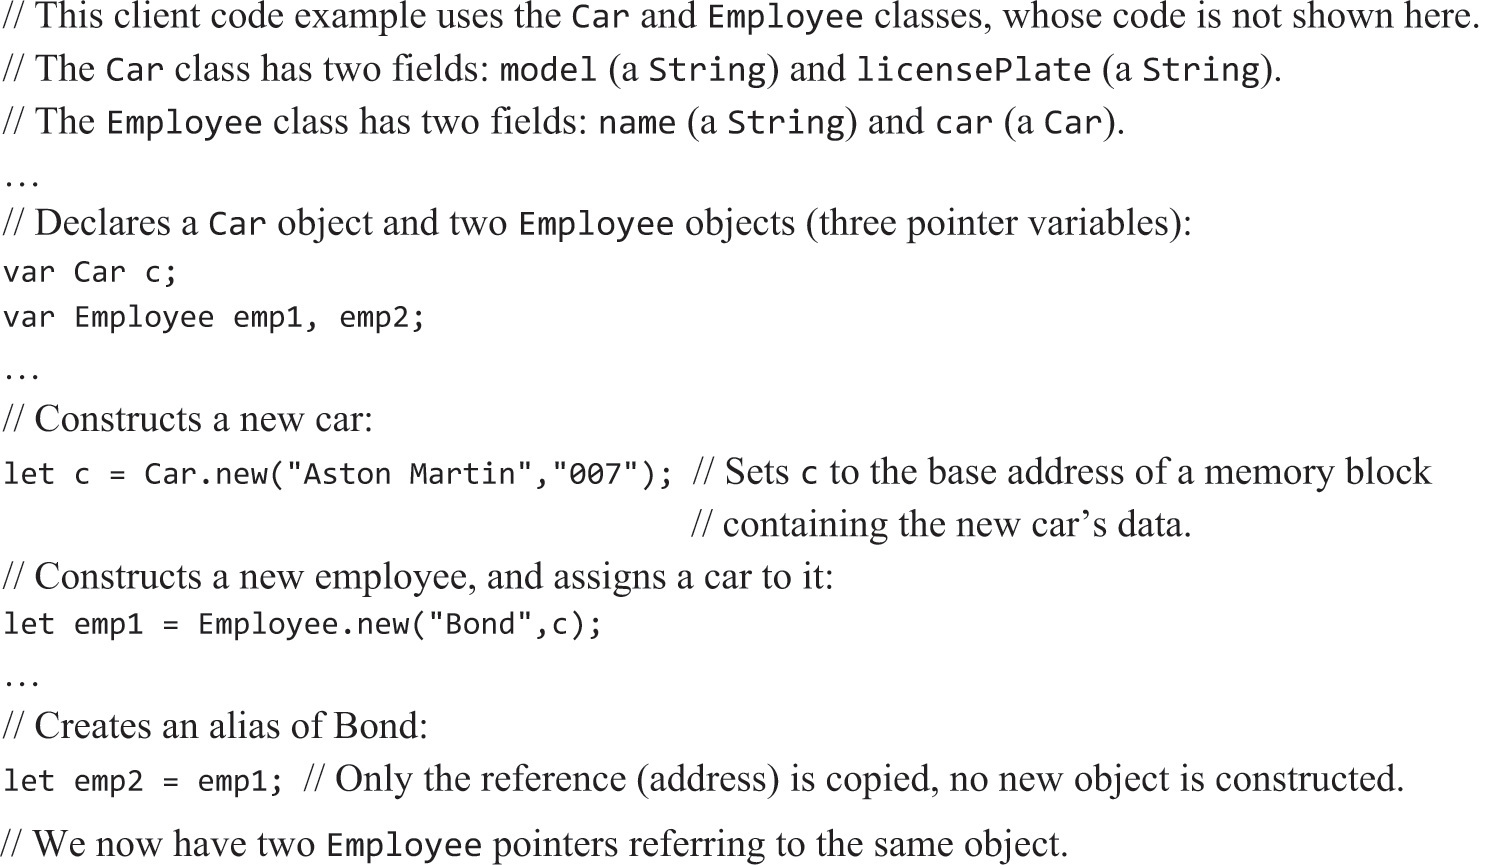 // This client code example uses the Car and Employee classes, whose code is not shown here.
// The Car class has two fields: model (a String) and licensePlate (a String).
// The Employee class has two fields: name (a String) and car (a Car).
…
// Declares a Car object and two Employee objects (three pointer variables):
var Car c;
var Employee emp1, emp2;
…
// Constructs a new car:
let c = Car.new("Aston Martin","007"); // Sets c to the base address of a memory block
// containing the new car’s data.
// Constructs a new employee, and assigns a car to it:
let emp1 = Employee.new("Bond",c);
…
// Creates an alias of Bond:
let emp2 = emp1; // Only the reference (address) is copied, no new object is constructed.
// We now have two Employee pointers referring to the same object.